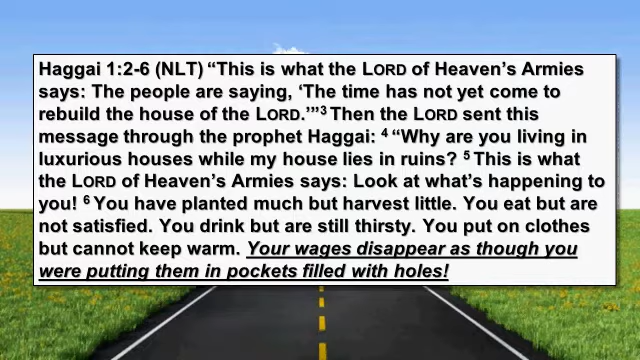 Haggai 1:2-6 (NLT) “This is what the LORD of Heaven’s Armies
says: The people are saying, ‘The time has not yet come to
rebuild the house of the LORD.’”³ Then the LORD sent this
message through the prophet Haggai: ⁴ “Why are you living in
luxurious houses while my house lies in ruins? ⁵ This is what
the LORD of Heaven’s Armies says: Look at what’s happening to
you! ⁶ You have planted much but harvest little. You eat but are
not satisfied. You drink but are still thirsty. You put on clothes
but cannot keep warm. Your wages disappear as though you
were putting them in pockets filled with holes!